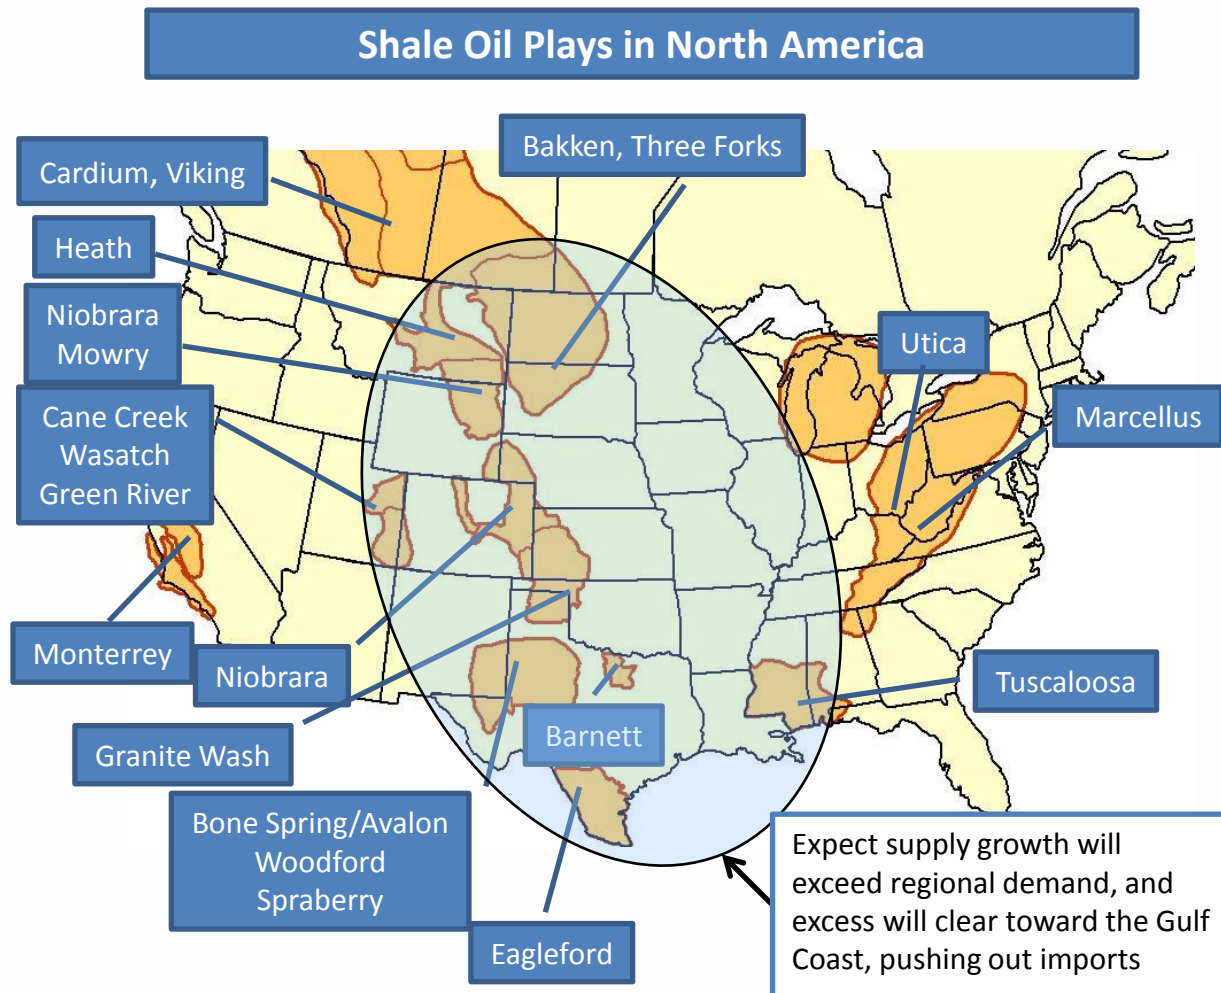 Shale Oil Plays in North America
Bakken, Three Forks
Cardium, Viking
Heath
Niobrara
Mowry
Utica
Cane Creek
Wasatch
Green River
Marcellus
Monterrey
Niobrara
Tuscaloosa
Granite Wash
Barnett
Bone Spring/Avalon
Woodford
Spraberry
Eagleford
Expect supply growth will
exceed regional demand, and
excess will clear toward the Gulf
Coast, pushing out imports